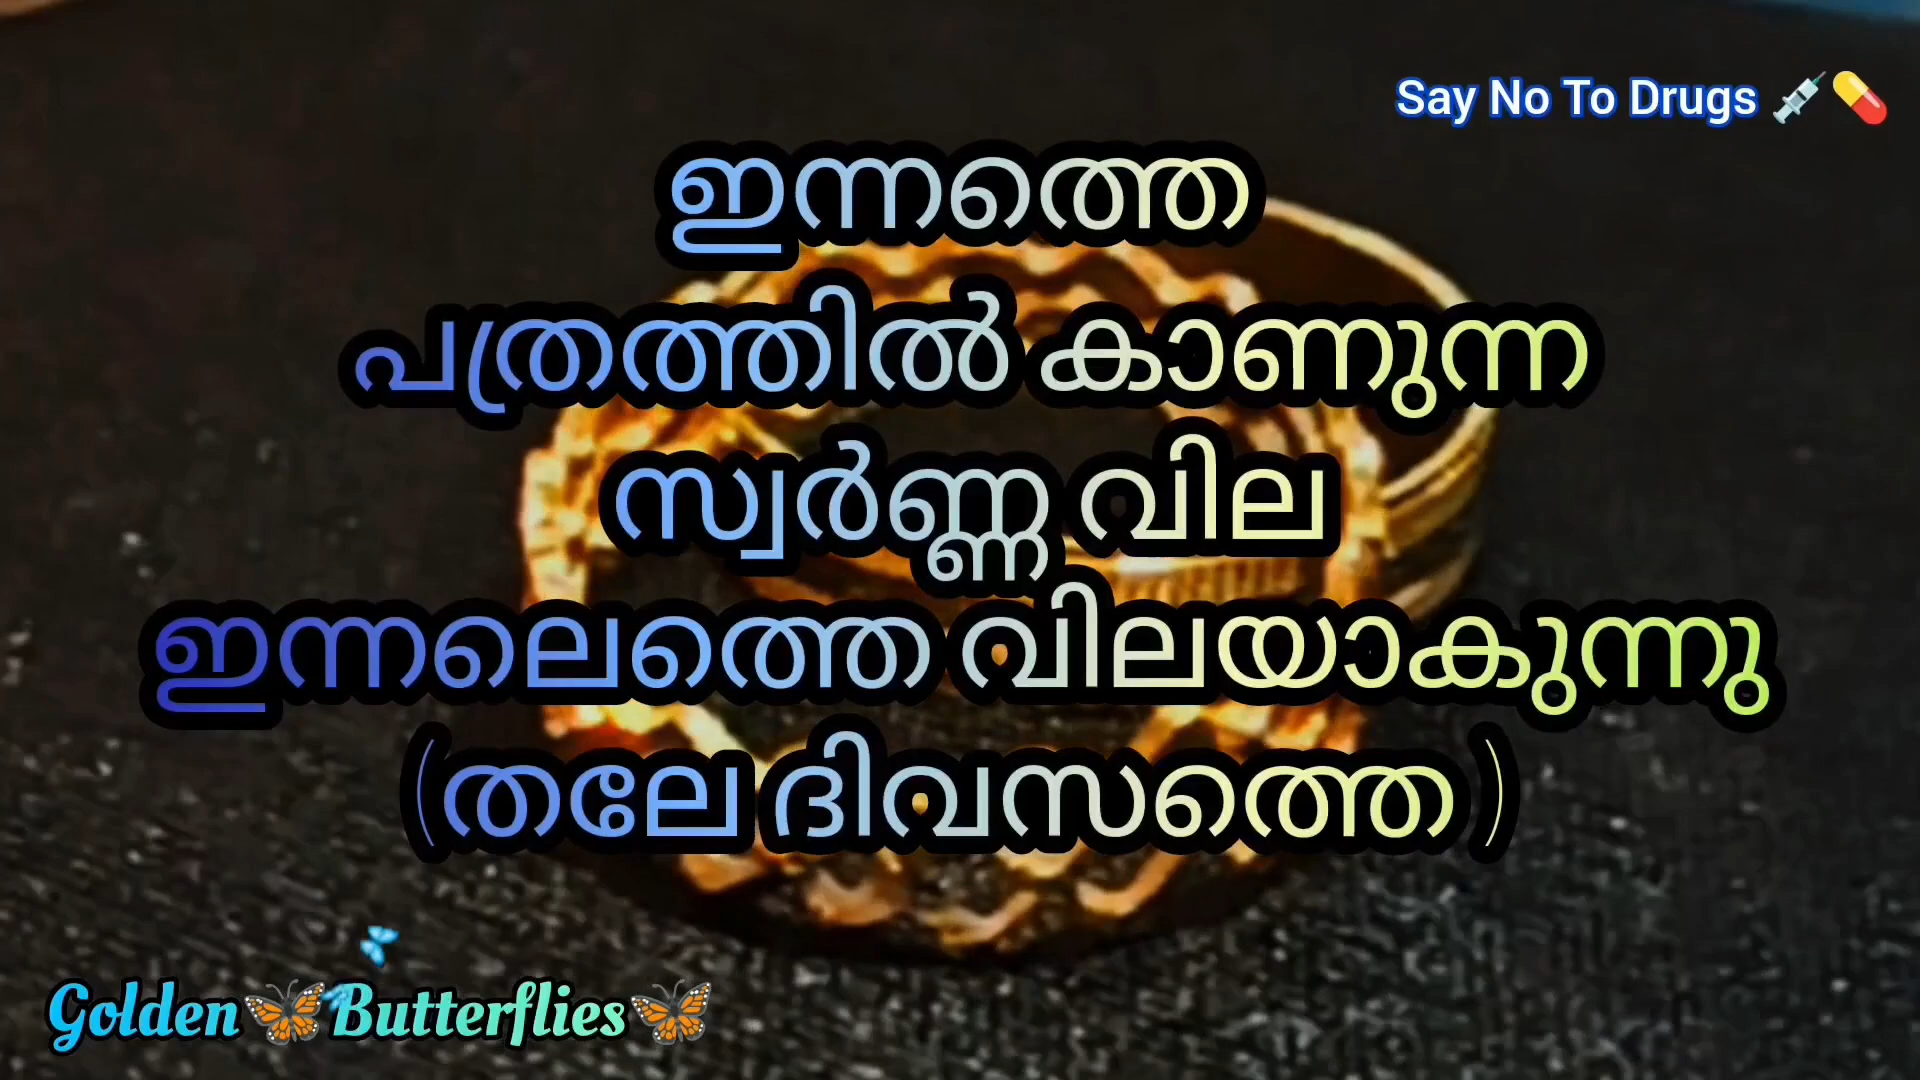 Say No To Drugs 💉💊
ഇന്നത്തെ
പത്രത്തിൽ കാണുന്ന
സ്വർണ്ണ വില
ഇന്നലെത്തെ വിലയാകുന്നു
(തലേ ദിവസത്തെ)
Golden🦋Butterflies🦋